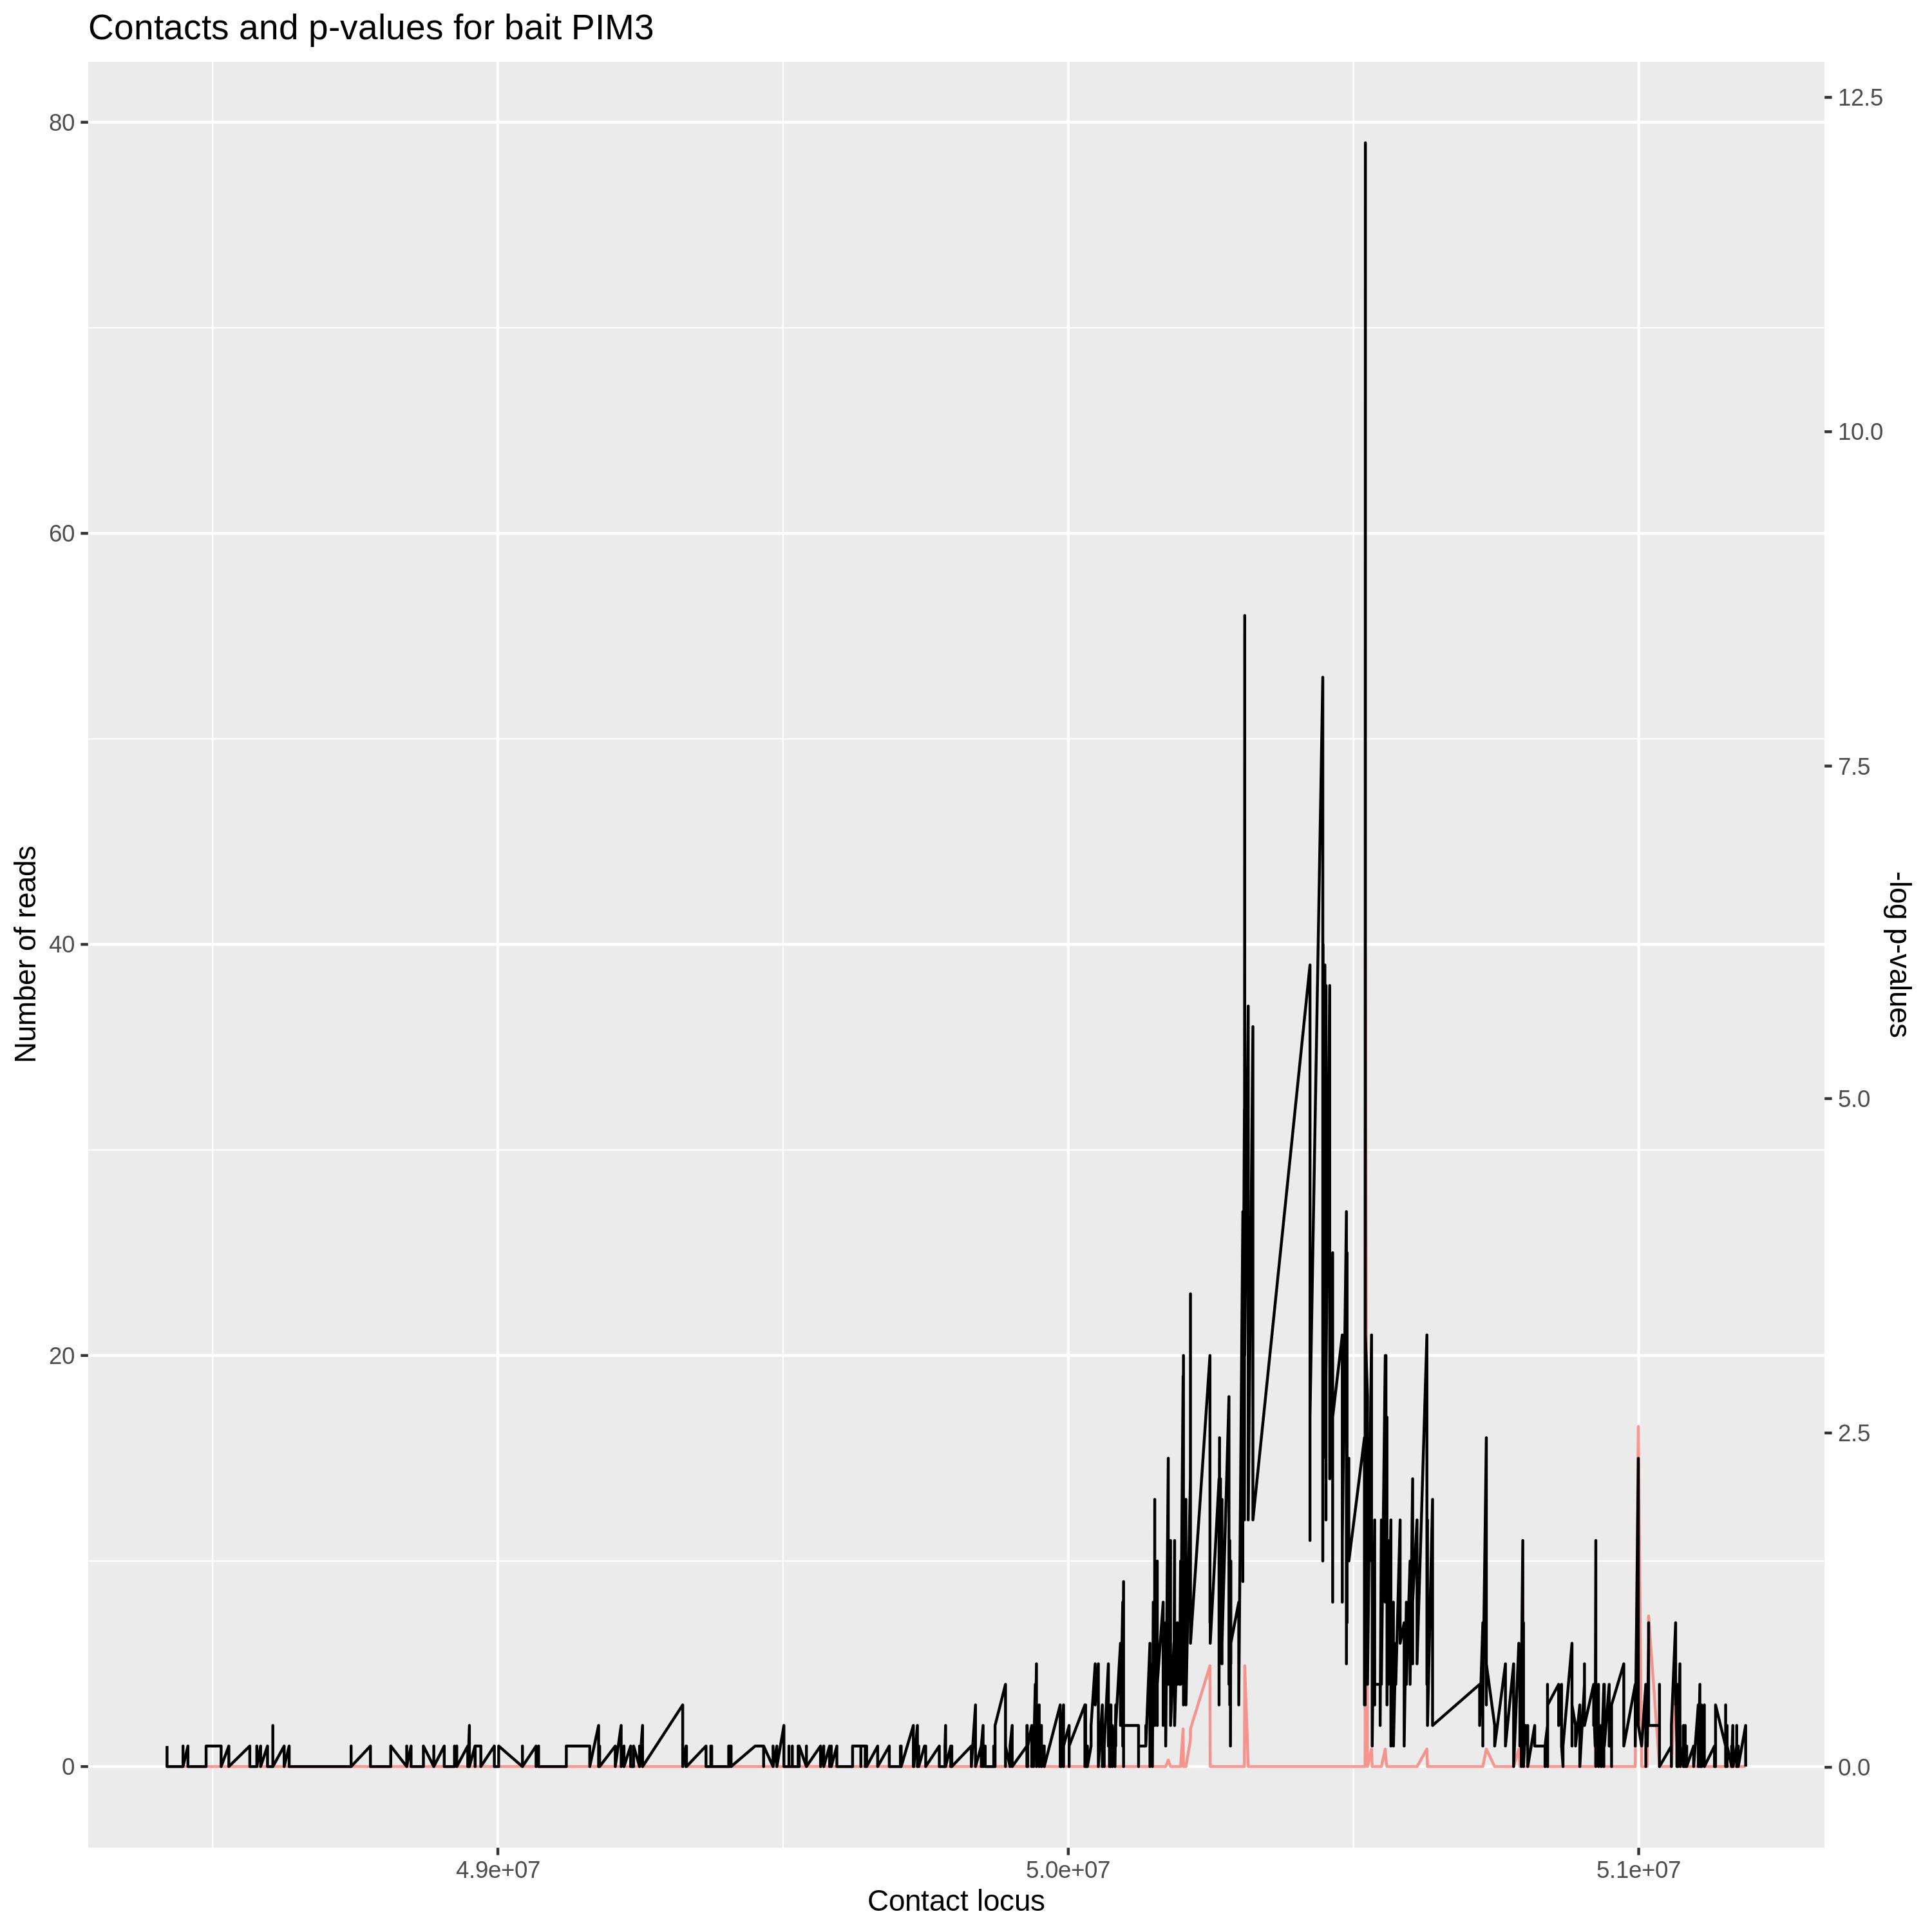 Contacts and p-values for bait PIM3
80
60
40
20
0
Number of reads
12.5
10.0
7.5
5.0
2.5
0.0
-log p-values
4.9e+07 5.0e+07 5.1e+07
Contact locus